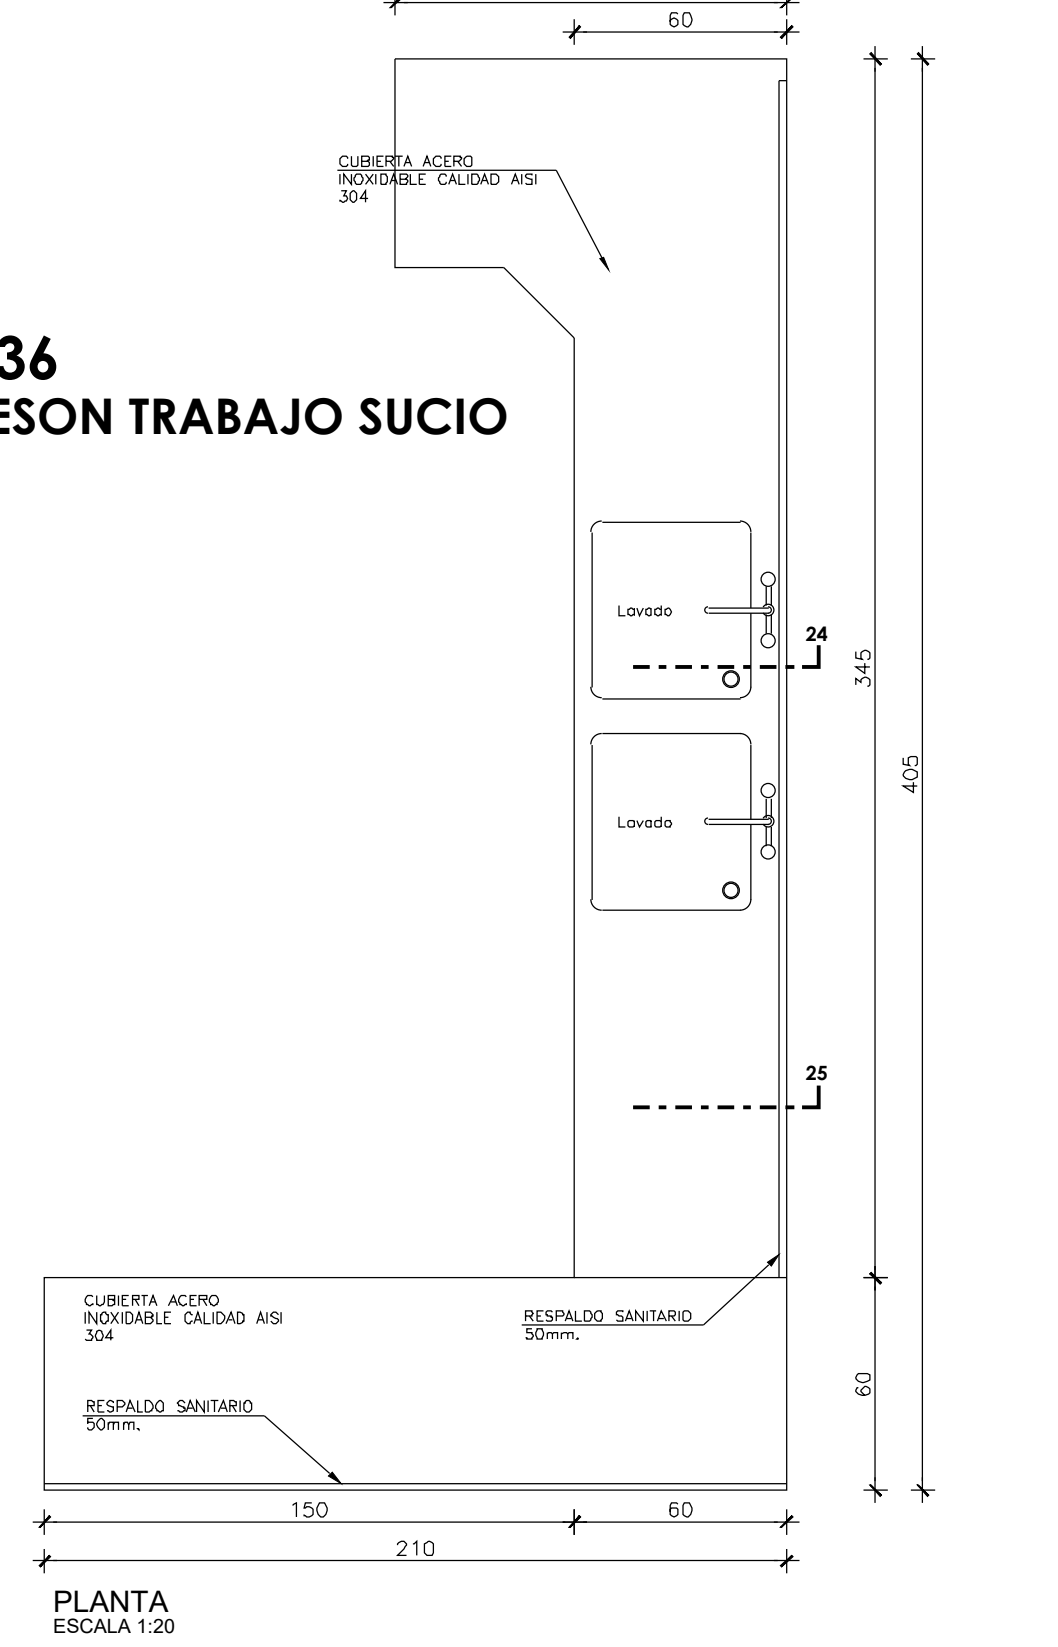 60
CUBIERTA ACERO
INOXIDABLE CALIDAD AISI
304
36
ESON TRABAJO SUCIO
Lavado
24
345
405
Lavado
25
CUBIERTA ACERO
INOXIDABLE CALIDAD AISI
304
RESPALDO SANITARIO
50mm.
60
RESPALDO SANITARIO
50mm.
150
60
210
PLANTA
ESCALA 1:20